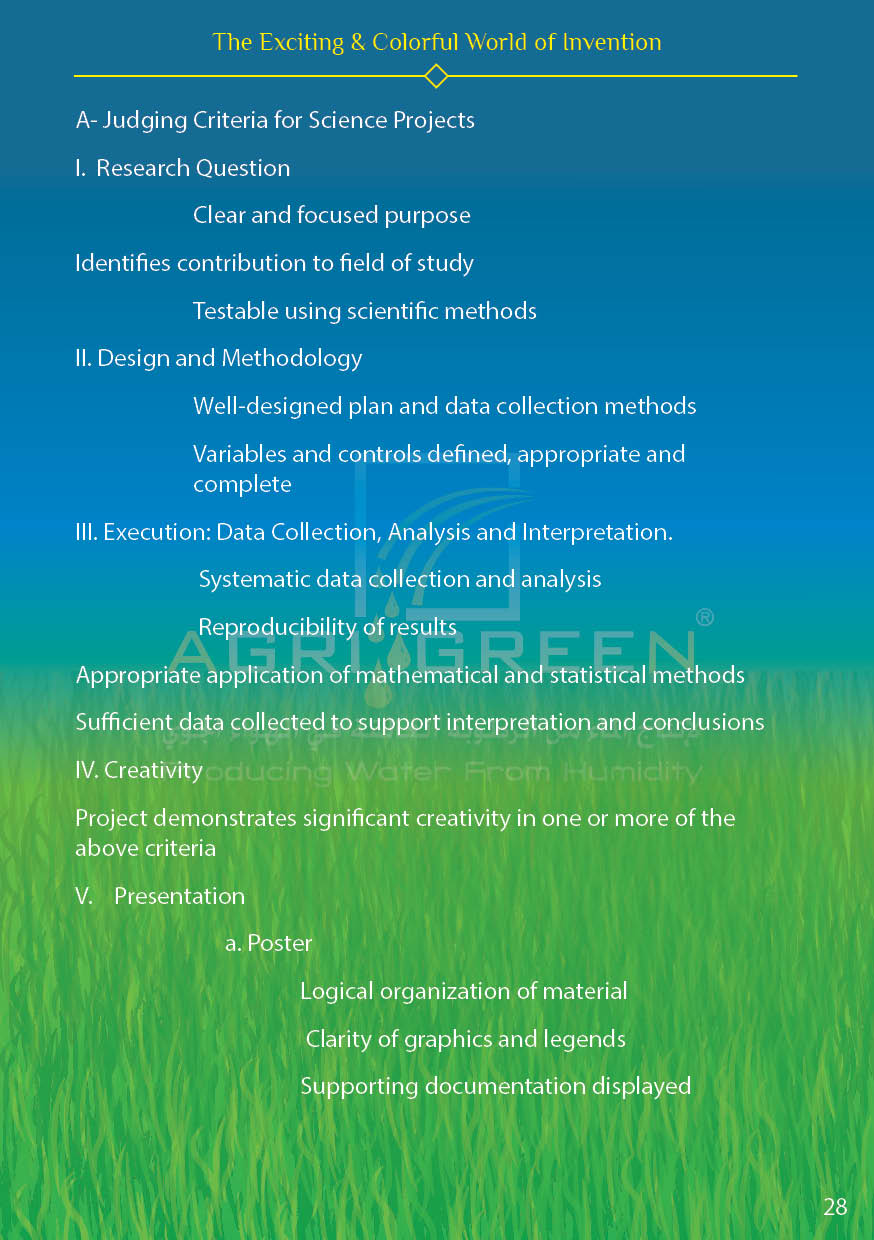 The Exciting & Colorful World of Invention
A- Judging Criteria for Science Projects
I. Research Question
Clear and focused purpose
Identifies contribution to field of study
Testable using scientific methods
II. Design and Methodology
Well-designed plan and data collection methods
Variables and controls defined, appropriate and
complete
III. Execution: Data Collection, Analysis and Interpretation.
Systematic data collection and analysis
Reproducibility of results
AGRI GREEN®
Appropriate application of mathematical and statistical methods
Sufficient data collected to support interpretation and conclusions
IV. Creativity
Producing Water From Humidity
Project demonstrates significant creativity in one or more of the
above criteria
V. Presentation
a. Poster
Logical organization of material
Clarity of graphics and legends
Supporting documentation displayed
28